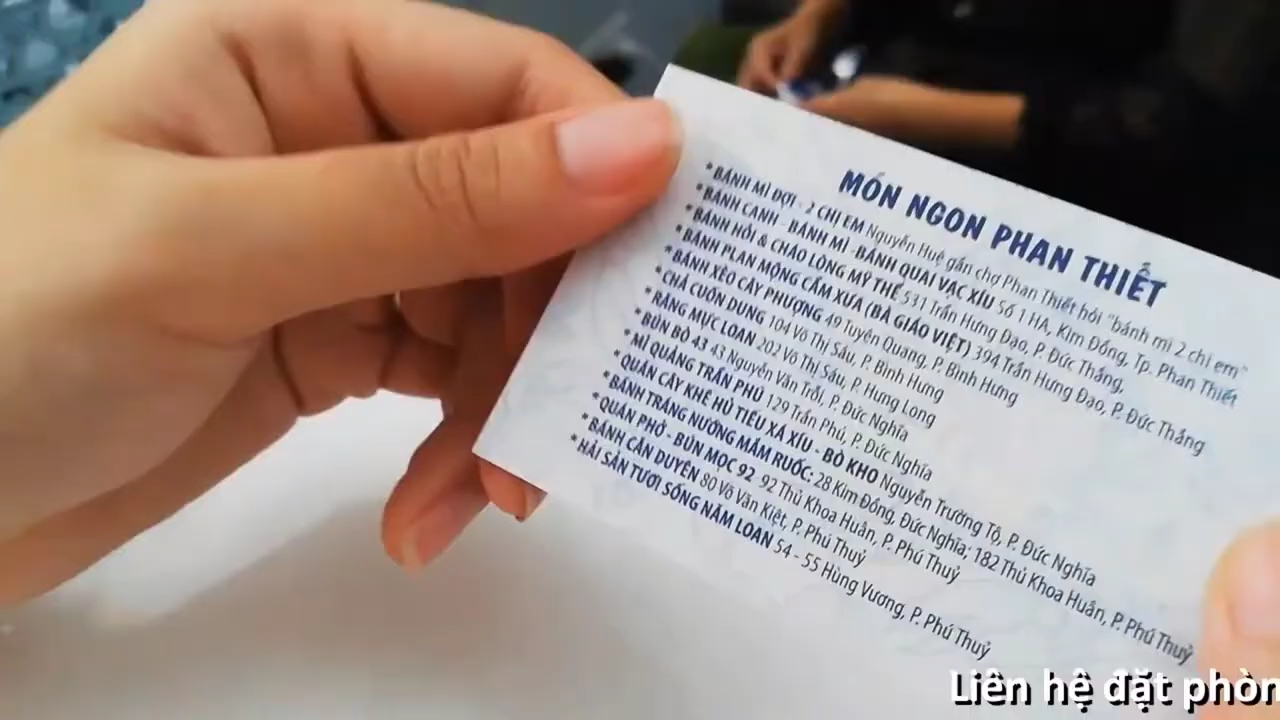 MÓN NGON PHAN THIẾT
* BÁNH MÌ ĐỢI - 2 CHỊ EM Nguyễn Huệ gần chợ Phan Thiết hỏi "bánh mì 2 chị em"
* BÁNH CANH - BÁNH MÌ - BÁNH QUAI VẠC XÍU Số 1 HA, Kim Đồng, Tp. Phan Thiết
* BÁNH HỎI & CHÁO LÒNG MỸ THỂ 531 Trần Hưng Đạo, P. Đức Thắng,
* BÁNH PLAN MỘNG CẦM XƯA (BÀ GIÁO VIỆT) 394 Trần Hưng Đạo, P. Đức Thắng
* BÁNH XÈO CÂY PHƯỢNG 49 Tuyên Quang, P. Bình Hưng
* CHẢ CUỐN DUNG 104 Võ Thị Sáu, P. Bình Hưng
* RĂNG MỰC LOAN 202 Võ Thị Sáu, P. Hưng Long
* BÚN BÒ 43 43 Nguyễn Văn Trỗi, P. Đức Nghĩa
MÌ QUẢNG TRẦN PHÚ 129 Trần Phú, P. Đức Nghĩa
* QUÁN CÂY KHẾ HỦ TIẾU XÁ XÍU - BÒ KHO Nguyễn Trường Tộ, P. Đức Nghĩa
* BÁNH TRÁNG NƯỚNG MẮM RUỐC: 28 Kim Đồng, Đức Nghĩa; 182 Thủ Khoa Huân, P. Phú Thuỷ
* QUÁN PHỞ - BÚN MỌC 92 92 Thủ Khoa Huân, P. Phú Thuỷ
* BÁNH CĂN DUYÊN 80 Võ Văn Kiệt, P. Phú Thuỷ
* HẢI SẢN TƯƠI SỐNG NĂM LOAN 54 - 55 Hùng Vương, P. Phú Thuỷ
Liên hệ đặt phòn